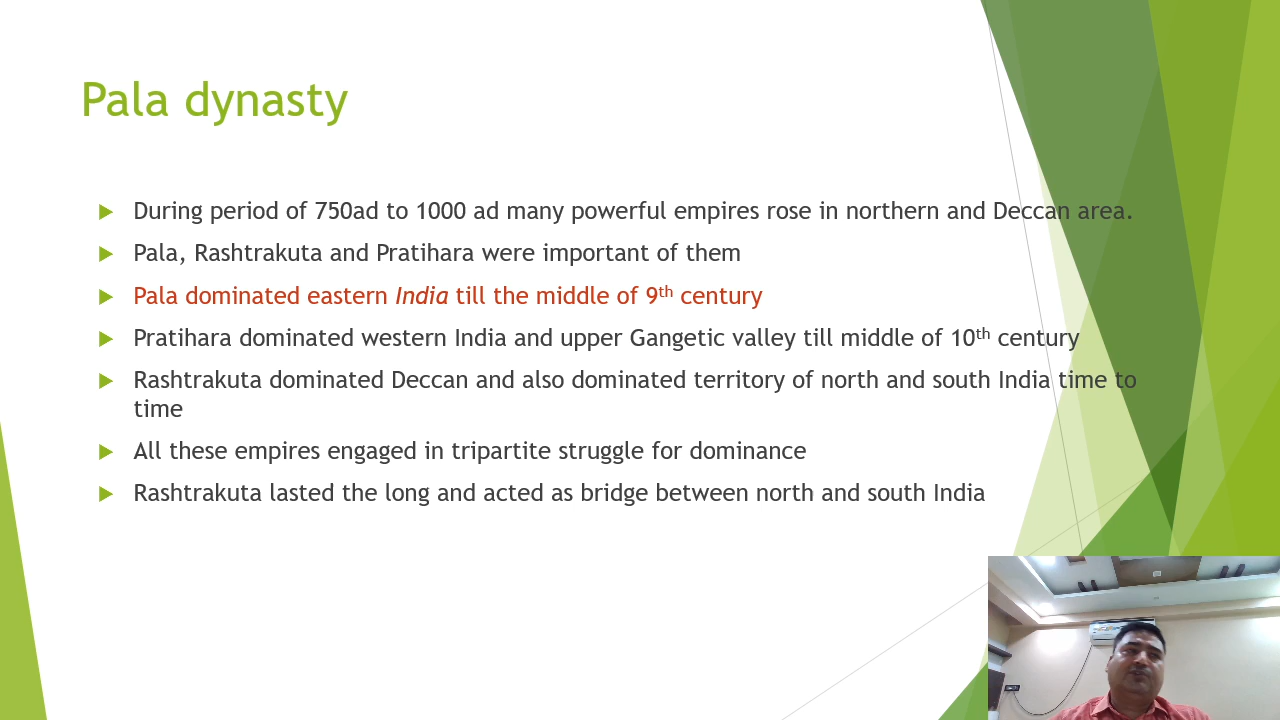 Pala dynasty
During period of 750ad to 1000 ad many powerful empires rose in northern and Deccan area.
Pala, Rashtrakuta and Pratihara were important of them
Pala dominated eastern India till the middle of 9th century
Pratihara dominated western India and upper Gangetic valley till middle of 10th century
Rashtrakuta dominated Deccan and also dominated territory of north and south India time to
time
All these empires engaged in tripartite struggle for dominance
Rashtrakuta lasted the long and acted as bridge between north and south India